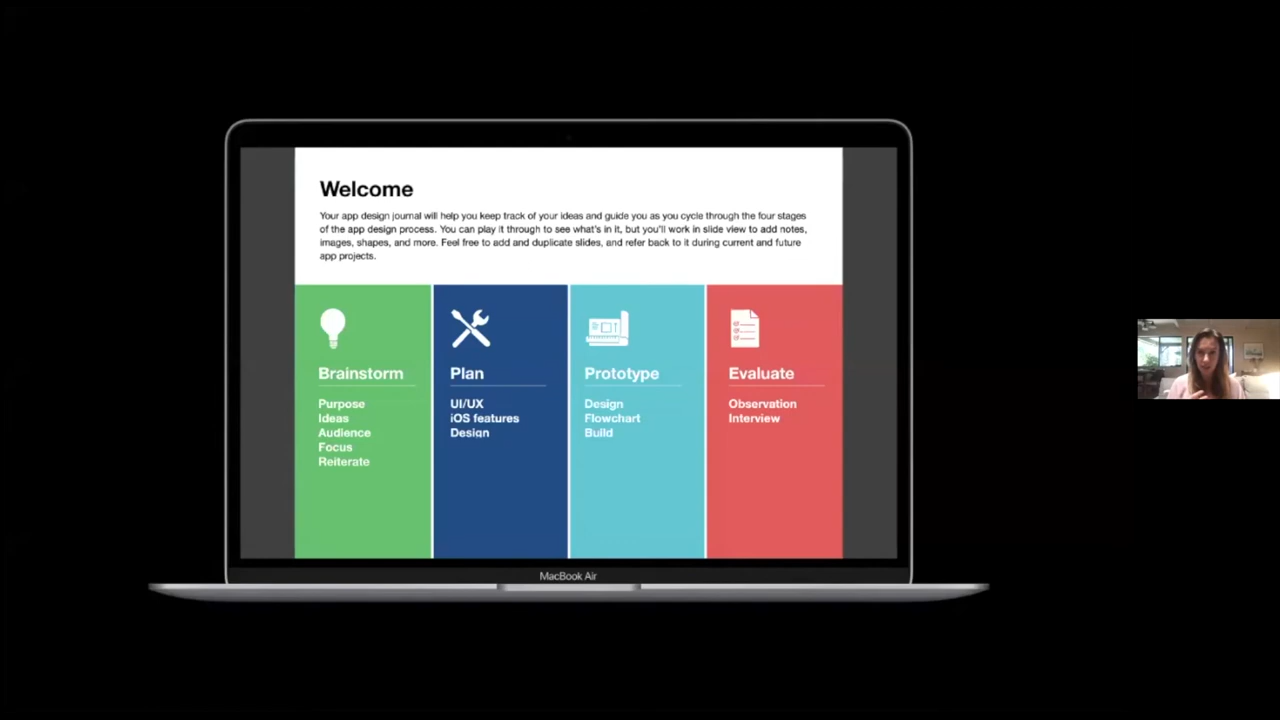 Welcome
Your app design journal will help you keep track of your ideas and guide you as you cycle through the four stages
of the app design process. You can play it through to see what's in it, but you'll work in slide view to add notes,
images, shapes, and more. Feel free to add and duplicate slides, and refer back to it during current and future
app projects.
Brainstorm
Purpose
Ideas
Audience
Focus
Reiterate
Plan
UI/UX
iOS features
Design
Prototype
Design
Flowchart
Build
Evaluate
Observation
Interview
MacBook Air